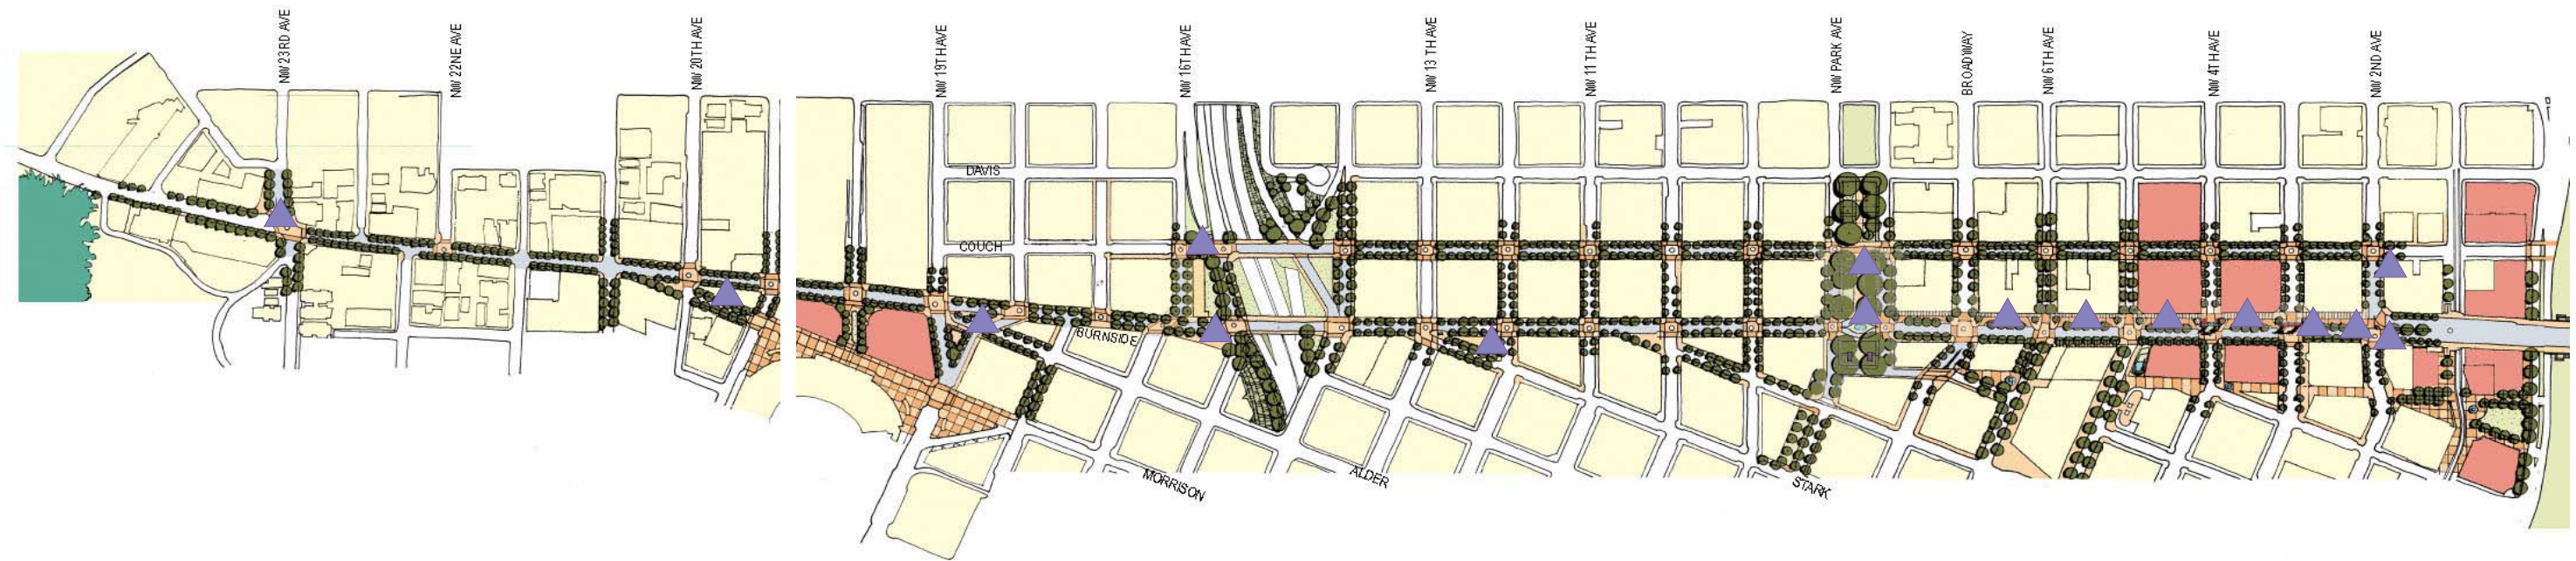 NW 23RD AVE
NW 22NE AVE
NW 20TH AVE
NW 19TH AVE
NW 16TH AVE
NW 13 TH AVE
NW 11 TH AVE
NW PARK AVE
BROADWAY
NW 6TH AVE
NW 4TH AVE
NW 2ND AVE
DAVIS
COUCH
BURNSIDE
MORRISON
ALDER
STARK